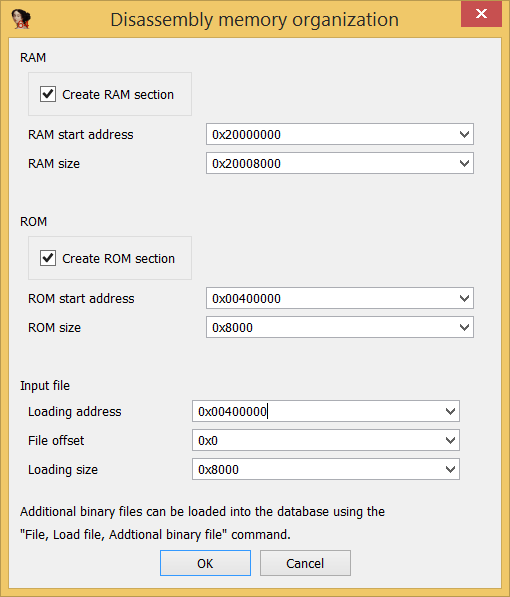 Disassembly memory organization
RAM
Create RAM section
RAM start address 0x20000000
RAM size 0x20008000
ROM
Create ROM section
ROM start address 0x00400000
ROM size 0x8000
Input file
Loading address 0x00400000
File offset 0x0
Loading size 0x8000
Additional binary files can be loaded into the database using the
"File, Load file, Addtional binary file" command.
OK Cancel